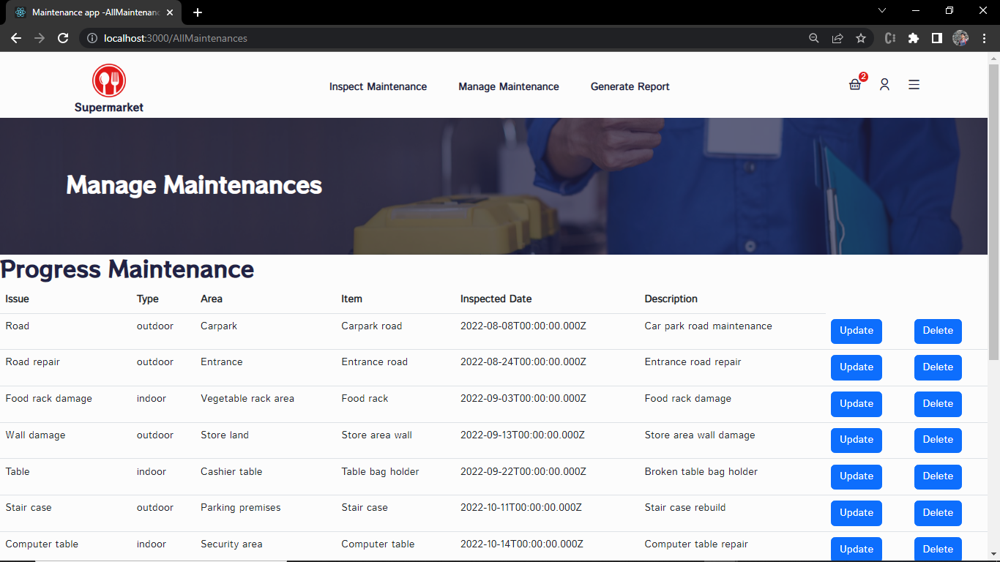 Maintenance app -AllMaintenanc
localhost:3000/AllMaintenances
Supermarket
Inspect Maintenance Manage Maintenance Generate Report 2
Manage Maintenances
Progress Maintenance
Issue Type Area Item Inspected Date Description
Road outdoor Carpark Carpark road 2022-08-08T00:00:00.000Z Car park road maintenance Update Delete
Road repair outdoor Entrance Entrance road 2022-08-24T00:00:00.000Z Entrance road repair Update Delete
Food rack damage indoor Vegetable rack area Food rack 2022-09-03T00:00:00.000Z Food rack damage Update Delete
Wall damage outdoor Store land Store area wall 2022-09-13T00:00:00.000Z Store area wall damage Update Delete
Table indoor Cashier table Table bag holder 2022-09-22T00:00:00.000Z Broken table bag holder Update Delete
Stair case outdoor Parking premises Stair case 2022-10-11T00:00:00.000Z Stair case rebuild Update Delete
Computer table indoor Security area Computer table 2022-10-14T00:00:00.000Z Computer table repair Update Delete